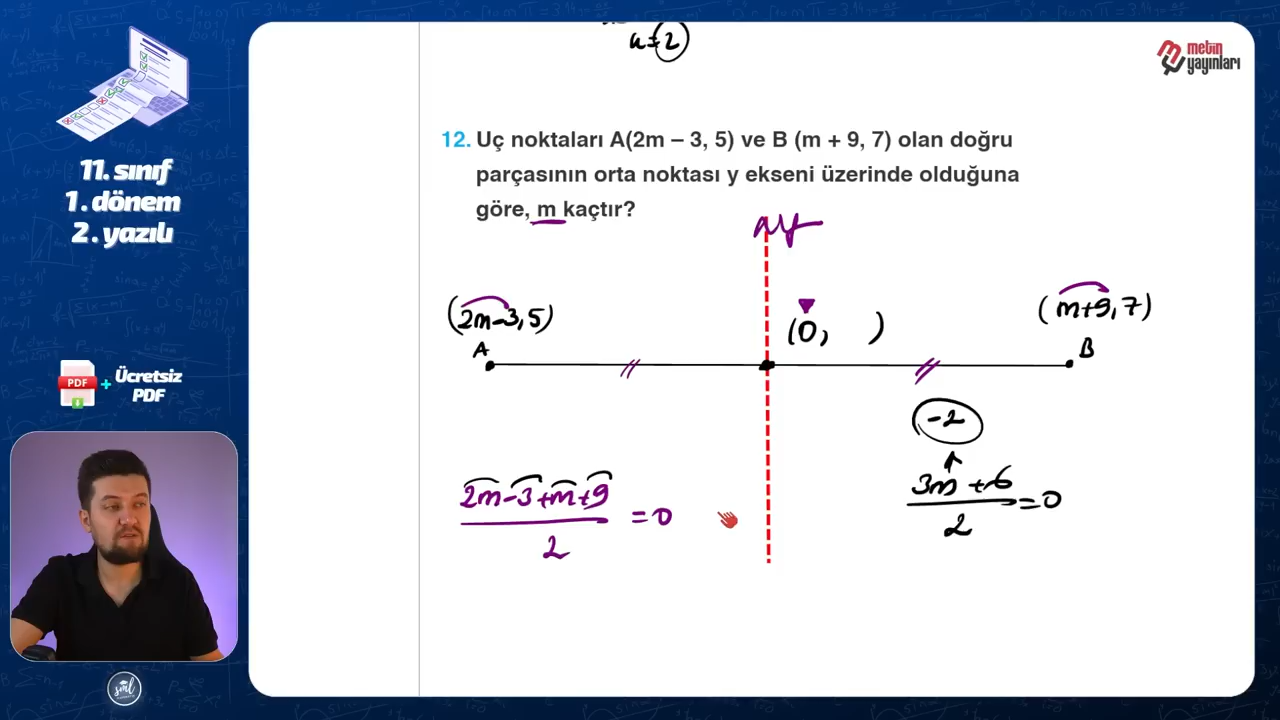 a=2
metin
yayınları
11. sınıf
1. dönem
2. yazılı
PDF
+ Ücretsiz
PDF
sml
12. Uç noktaları A(2m – 3, 5) ve B (m + 9, 7) olan doğru
parçasının orta noktası y ekseni üzerinde olduğuna
göre, m kaçtır?
(2m-3,5)
(0, )
(m+9,7)
A
B
-2
2m-3+m+9
= 0
2
3m+6
=0
2